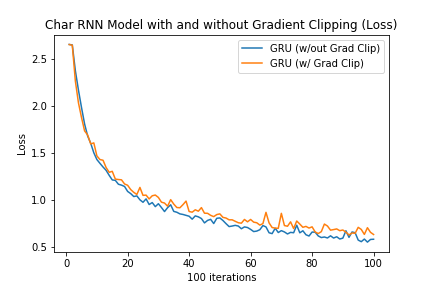 Char RNN Model with and without Gradient Clipping (Loss)
GRU (w/out Grad Clip)
GRU (w/ Grad Clip)
Loss
2.5
2.0
1.5
1.0
0.5
0 20 40 60 80 100
100 iterations